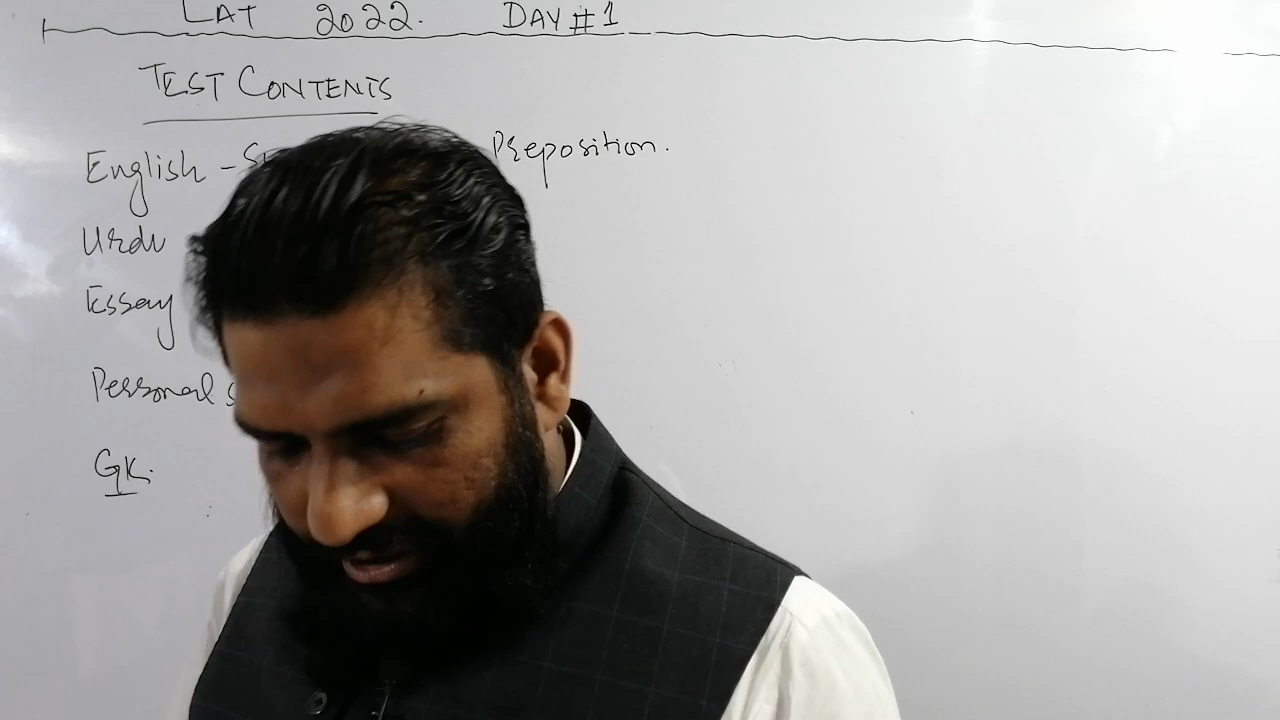 LAT 2022. DAY #1
TEST CONTENTS
English - Preposition.
Urdu
Essay
Personal
GK.